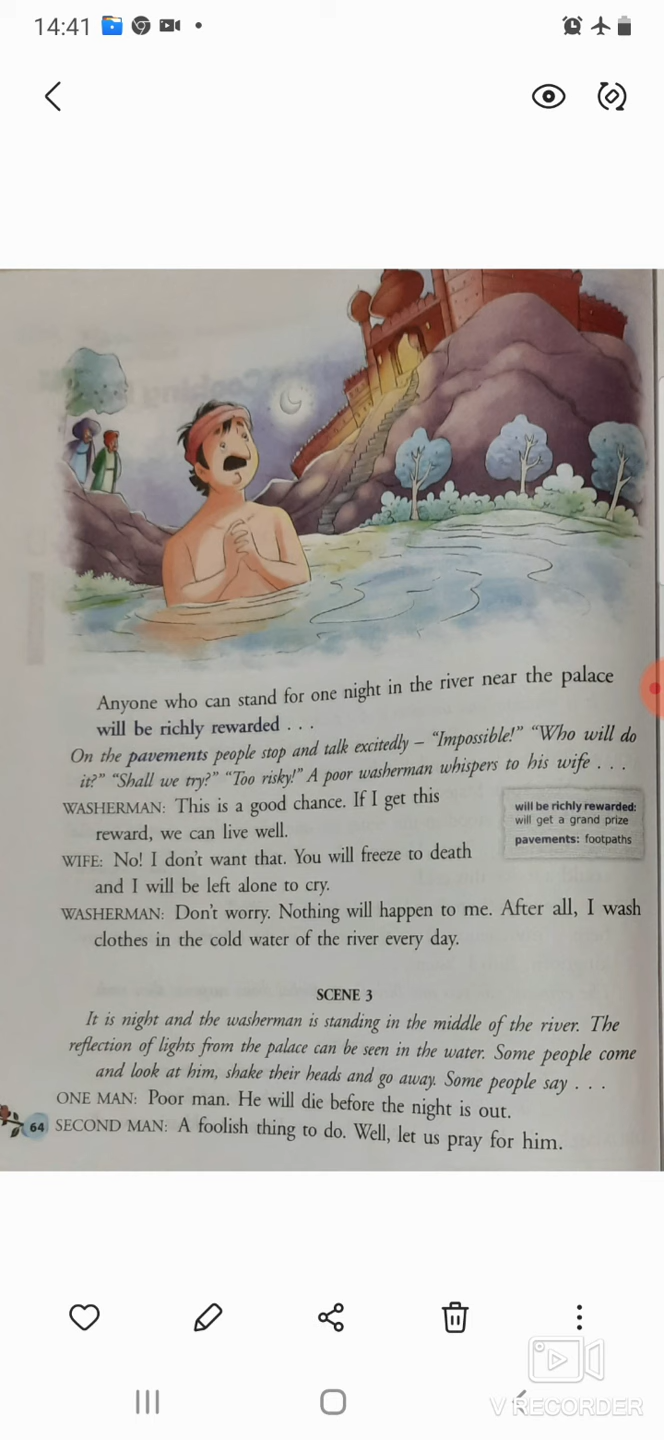 14:41
Anyone who can stand for one night in the river near the palace
will be richly rewarded . . .
On the pavements people stop and talk excitedly – “Impossible!” “Who will do
it?” “Shall we try?” “Too risky!” A poor washerman whispers to his wife . . .
WASHERMAN: This is a good chance. If I get this
reward, we can live well.
will be richly rewarded:
will get a grand prize
pavements: footpaths
WIFE: No! I don’t want that. You will freeze to death
and I will be left alone to cry.
WASHERMAN: Don’t worry. Nothing will happen to me. After all, I wash
clothes in the cold water of the river every day.
SCENE 3
It is night and the washerman is standing in the middle of the river. The
reflection of lights from the palace can be seen in the water. Some people come
and look at him, shake their heads and go away. Some people say . . .
ONE MAN: Poor man. He will die before the night is out.
64 SECOND MAN: A foolish thing to do. Well, let us pray for him.
V RECORDER